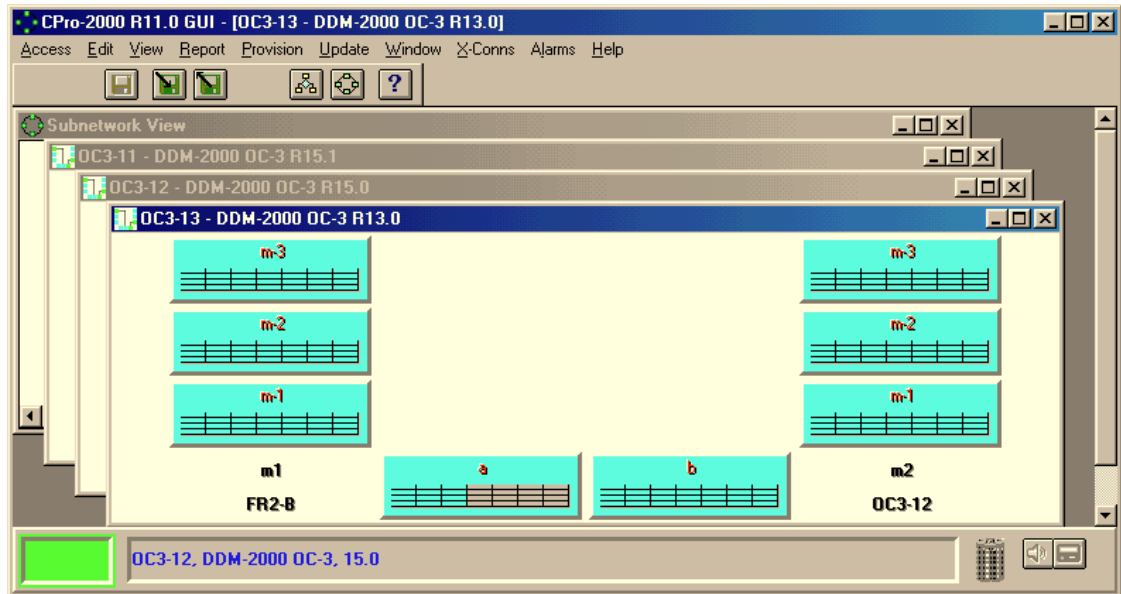 CPro-2000 R11.0 GUI - [OC3-13 - DDM-2000 OC-3 R13.0]
Access Edit View Report Provision Update Window X-Conns Alarms Help
?
Subnetwork View
OC3-11 - DDM-2000 OC-3 R15.1
OC3-12 - DDM-2000 OC-3 R15.0
OC3-13 - DDM-2000 OC-3 R13.0
m-3 m-3
m-2 m-2
m-1 m-1
m1 a b m2
FR2-B OC3-12
OC3-12, DDM-2000 OC-3, 15.0